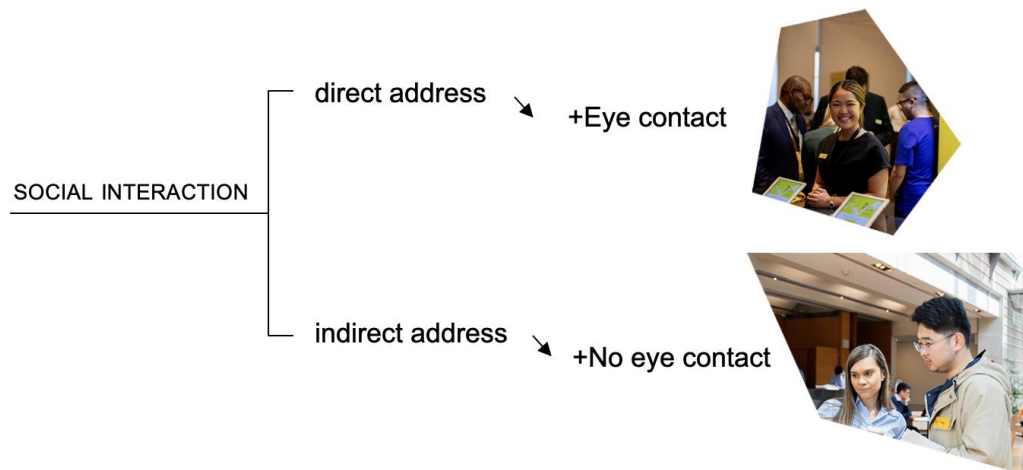 direct address
+Eye contact
SOCIAL INTERACTION
indirect address
+No eye contact